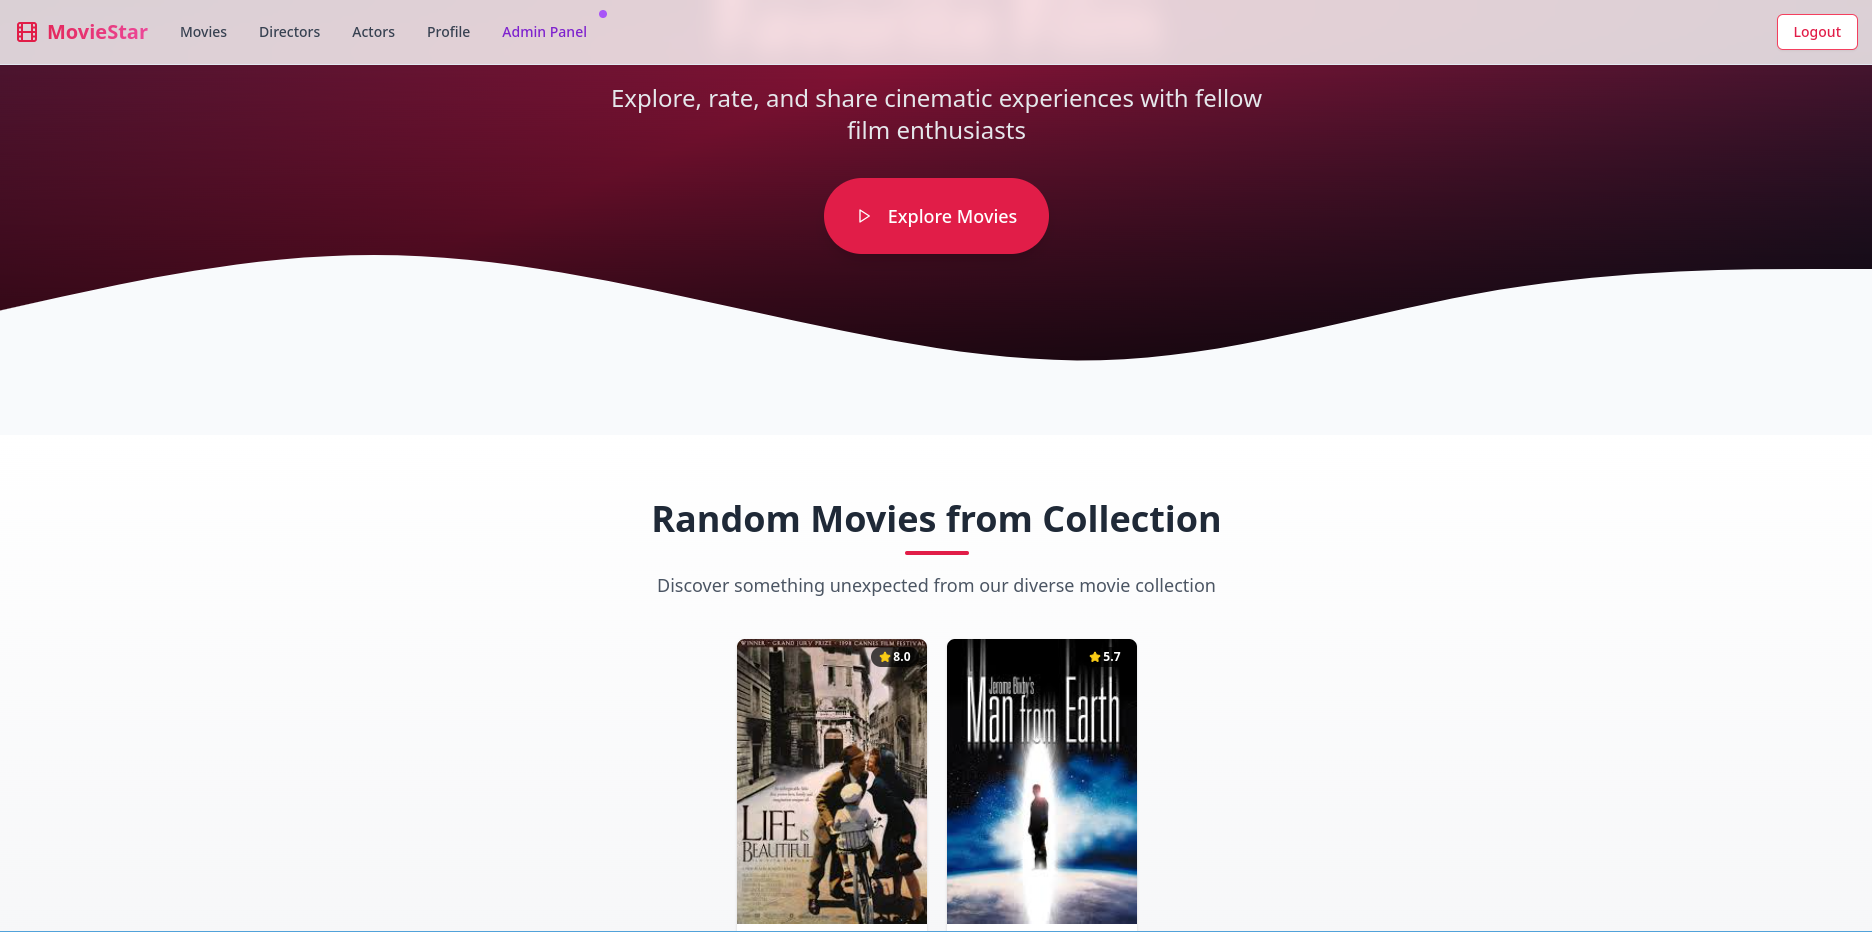 MovieStar
Movies
Directors
Actors
Profile
Admin Panel
Logout
Explore, rate, and share cinematic experiences with fellow
film enthusiasts
Explore Movies
Random Movies from Collection
Discover something unexpected from our diverse movie collection
WINNER - GRAND JURY PRIZE - 1998 CANNES FILM FESTIVAL
8.0
LIFE IS
BEAUTIFUL
5.7
Jerome Bixby's
Man from Earth